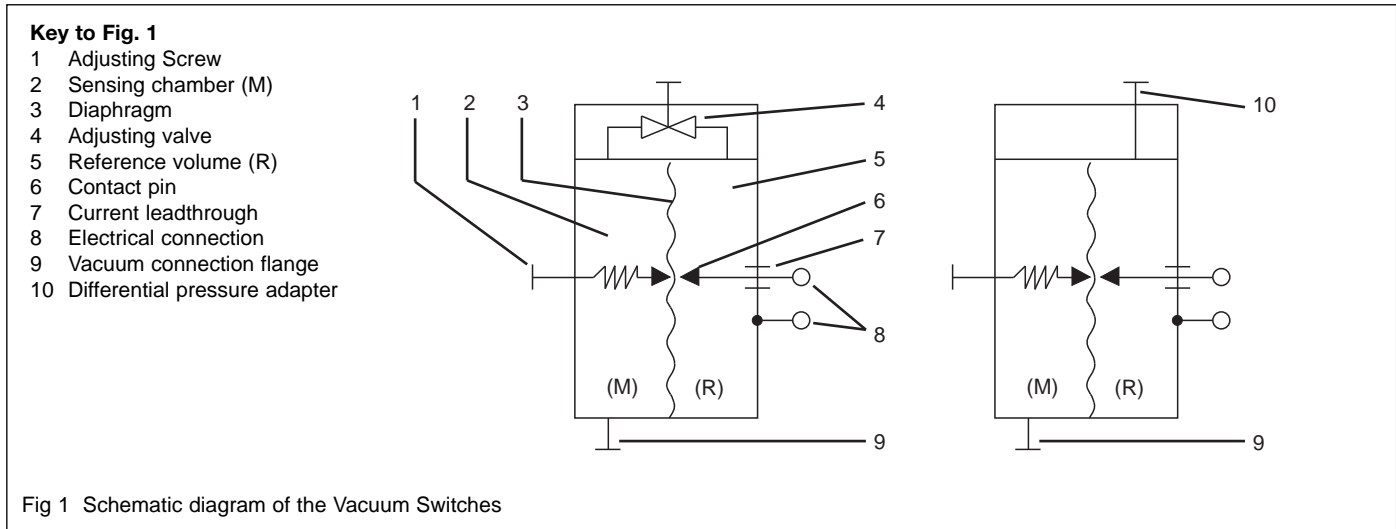 Key to Fig. 1
1 Adjusting Screw
2 Sensing chamber (M)
3 Diaphragm
4 Adjusting valve
5 Reference volume (R)
6 Contact pin
7 Current leadthrough
8 Electrical connection
9 Vacuum connection flange
10 Differential pressure adapter
1 2 3 4 10
5
6
7
8
(M) (R) (M) (R)
9 9
Fig 1 Schematic diagram of the Vacuum Switches